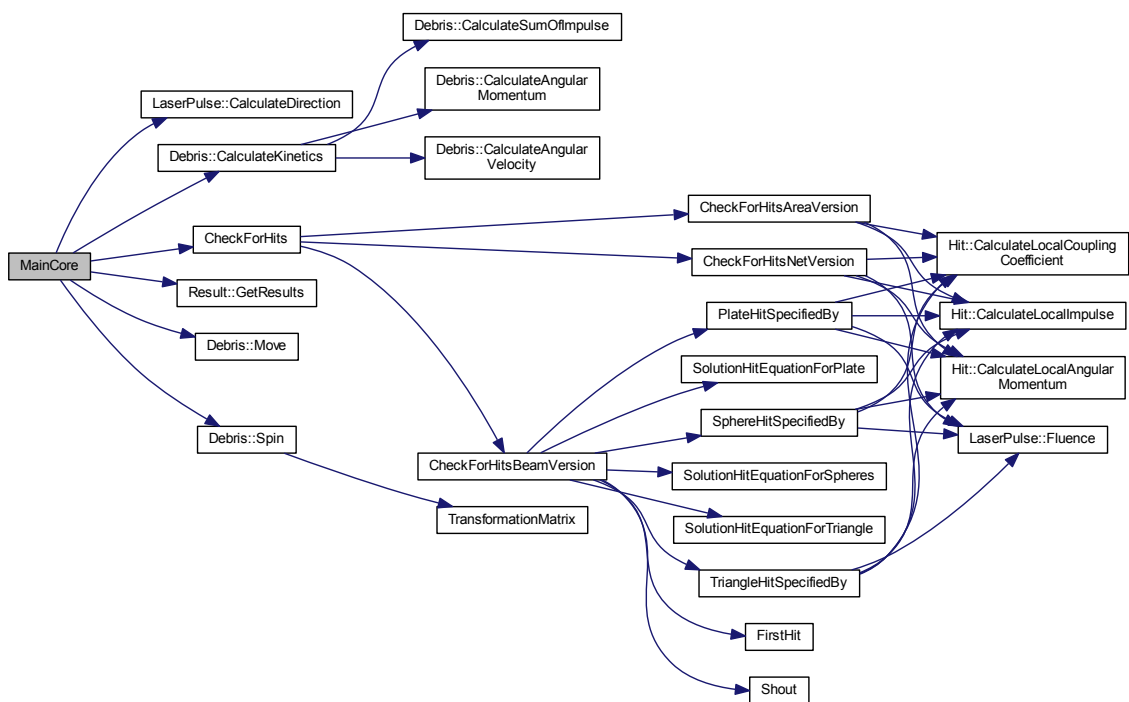 Debris::CalculateSumOfImpulse
Debris::CalculateAngular
Momentum
LaserPulse::CalculateDirection
Debris::CalculateKinetics
Debris::CalculateAngular
Velocity
CheckForHitsAreaVersion
CheckForHits
Hit::CalculateLocalCoupling
Coefficient
MainCore
CheckForHitsNetVersion
Result::GetResults
PlateHitSpecifiedBy
Hit::CalculateLocalImpulse
Debris::Move
SolutionHitEquationForPlate
Hit::CalculateLocalAngular
Momentum
Debris::Spin
SphereHitSpecifiedBy
LaserPulse::Fluence
CheckForHitsBeamVersion
SolutionHitEquationForSpheres
TransformationMatrix
SolutionHitEquationForTriangle
TriangleHitSpecifiedBy
FirstHit
Shout